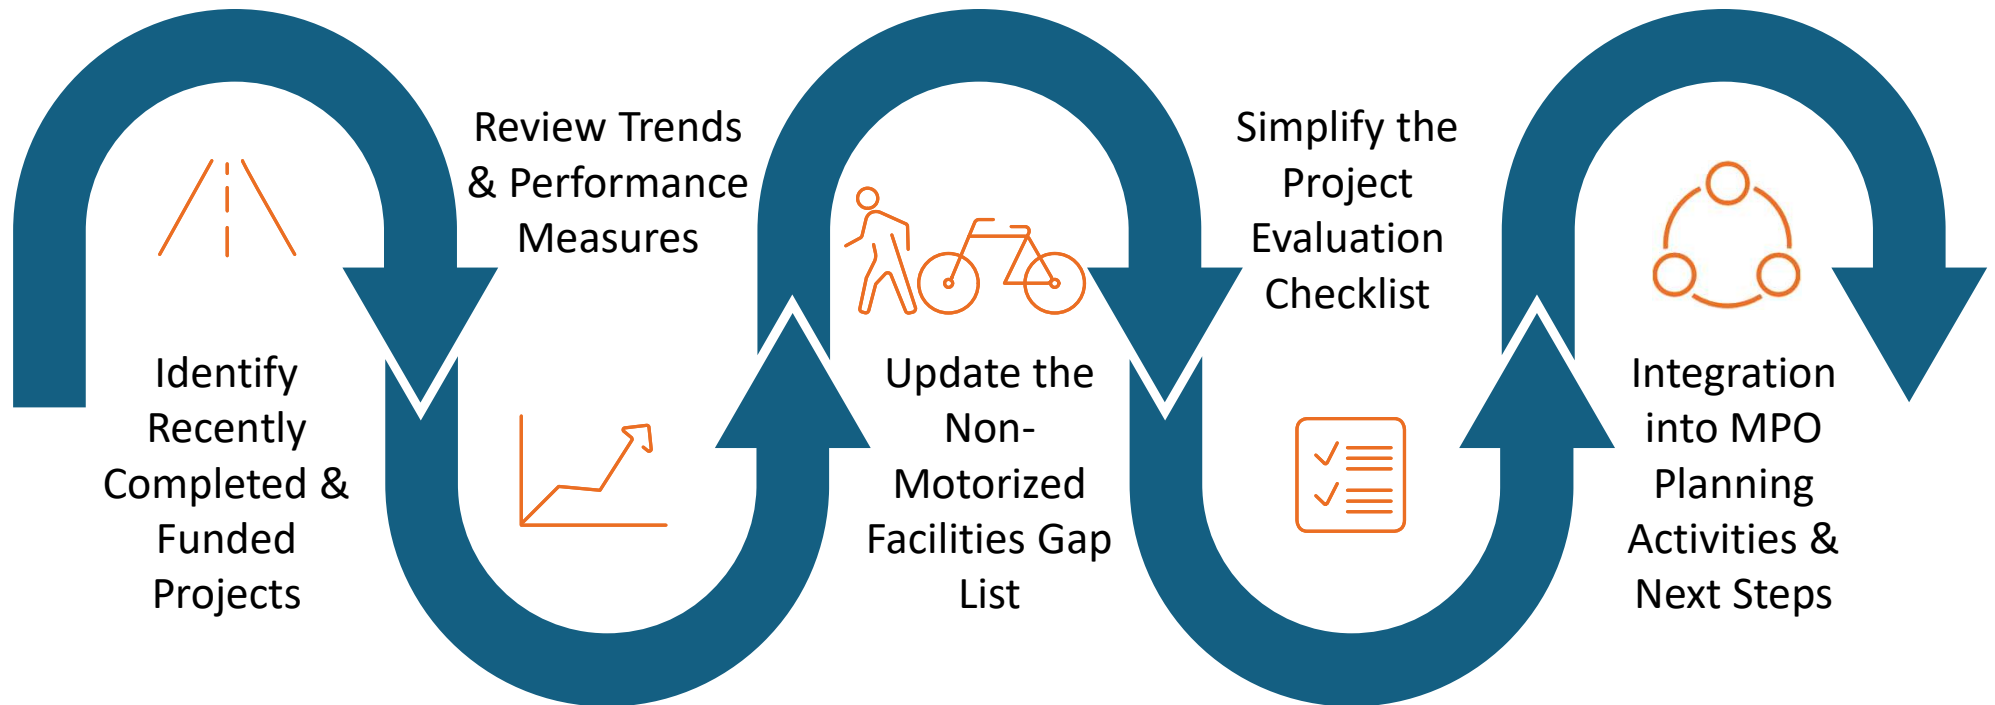 Identify
Recently
Completed &
Funded
Projects
Review Trends
& Performance
Measures
Update the
Non-
Motorized
Facilities Gap
List
Simplify the
Project
Evaluation
Checklist
Integration
into MPO
Planning
Activities &
Next Steps